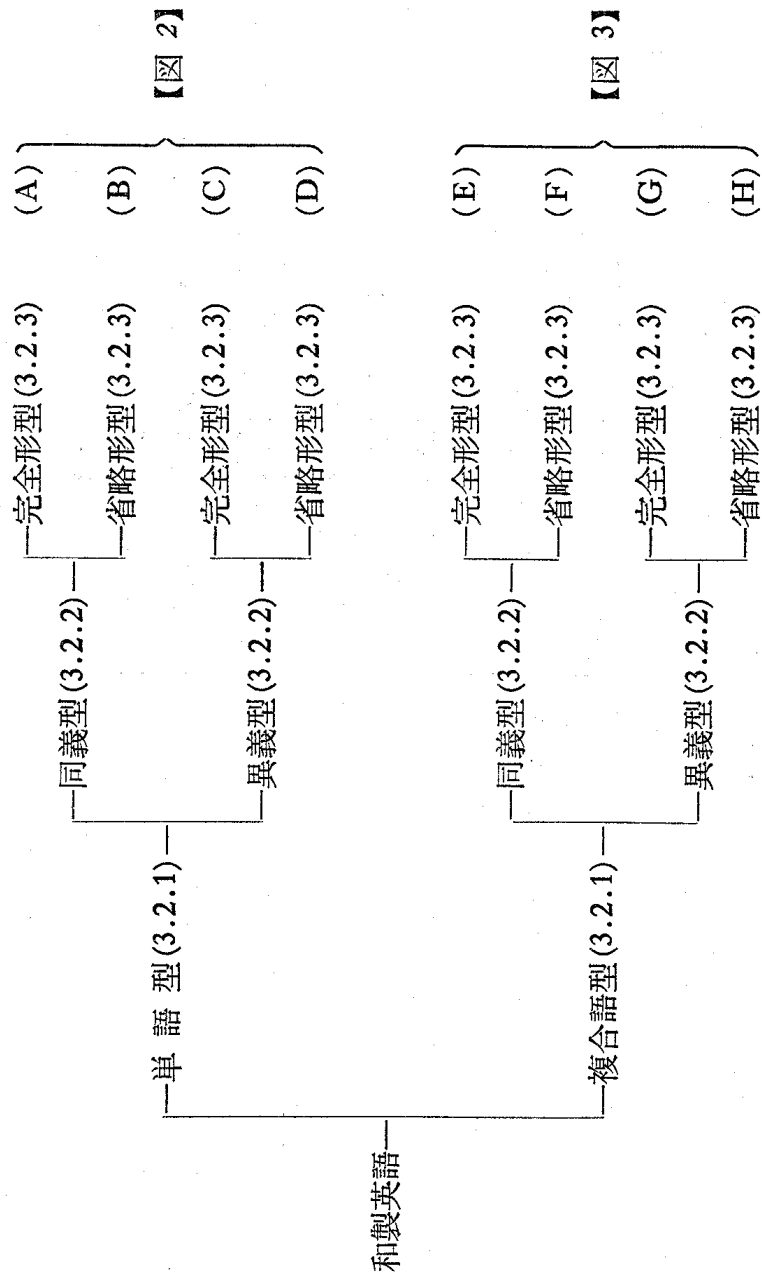 和製英語
単語型(3.2.1)
同義型(3.2.2)
完全形型(3.2.3) (A)
省略形型(3.2.3) (B)
異義型(3.2.2)
完全形型(3.2.3) (C)
省略形型(3.2.3) (D)
【図 2】
複合語型(3.2.1)
同義型(3.2.2)
完全形型(3.2.3) (E)
省略形型(3.2.3) (F)
異義型(3.2.2)
完全形型(3.2.3) (G)
省略形型(3.2.3) (H)
【図 3】